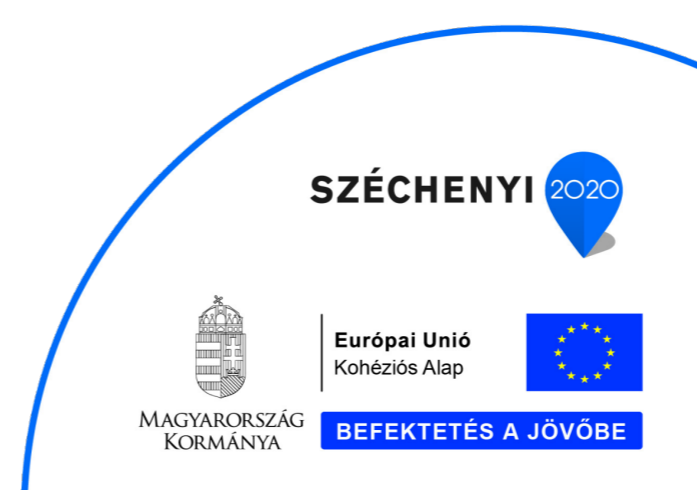 SZÉCHENYI 2020
Európai Unió
Kohéziós Alap
MAGYARORSZÁG
KORMÁNYA
BEFEKTETÉS A JÖVŐBE